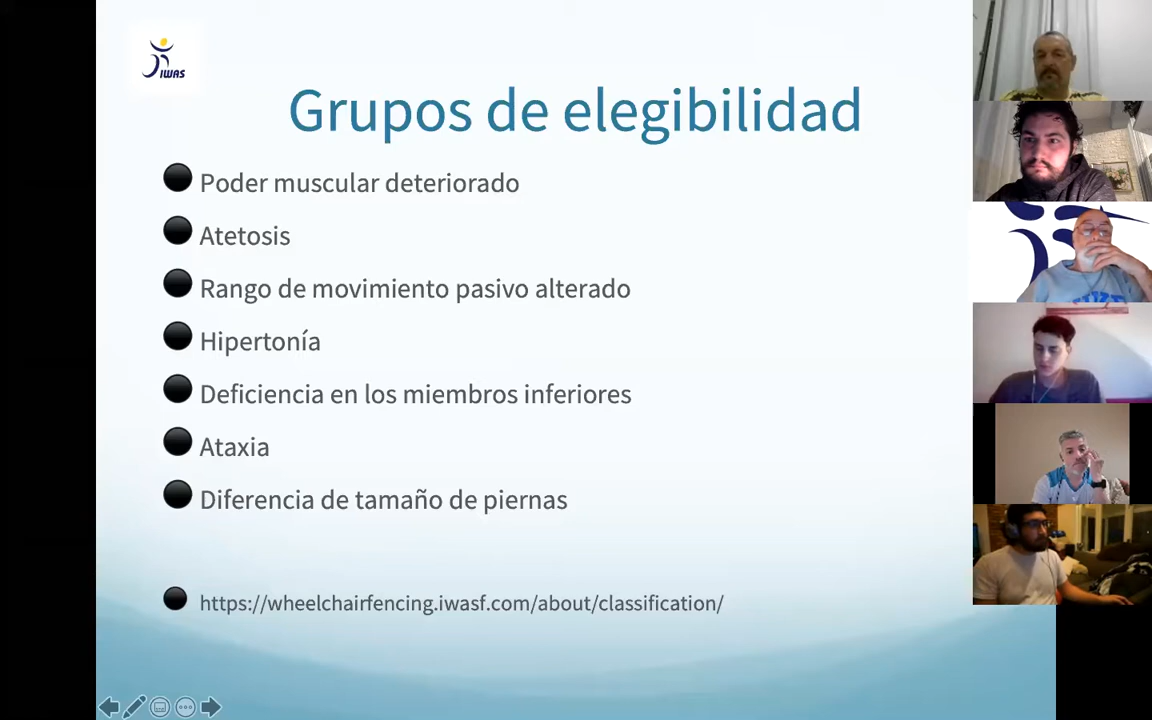 IWAS
Grupos de elegibilidad
Poder muscular deteriorado
Atetosis
Rango de movimiento pasivo alterado
Hipertonía
Deficiencia en los miembros inferiores
Ataxia
Diferencia de tamaño de piernas
https://wheelchairfencing.iwasf.com/about/classification/